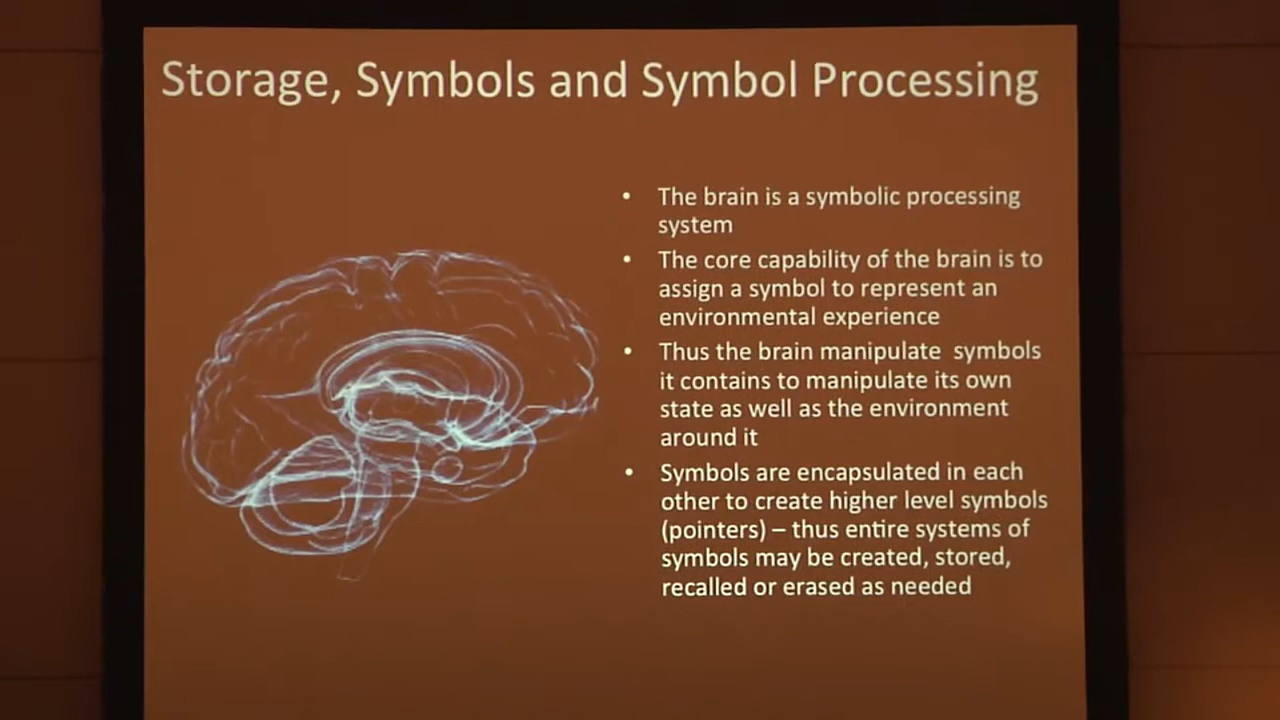 Storage, Symbols and Symbol Processing
• The brain is a symbolic processing
system
• The core capability of the brain is to
assign a symbol to represent an
environmental experience
• Thus the brain manipulate  symbols
it contains to manipulate its own
state as well as the environment
around it
• Symbols are encapsulated in each
other to create higher level symbols
(pointers) – thus entire systems of
symbols may be created, stored,
recalled or erased as needed